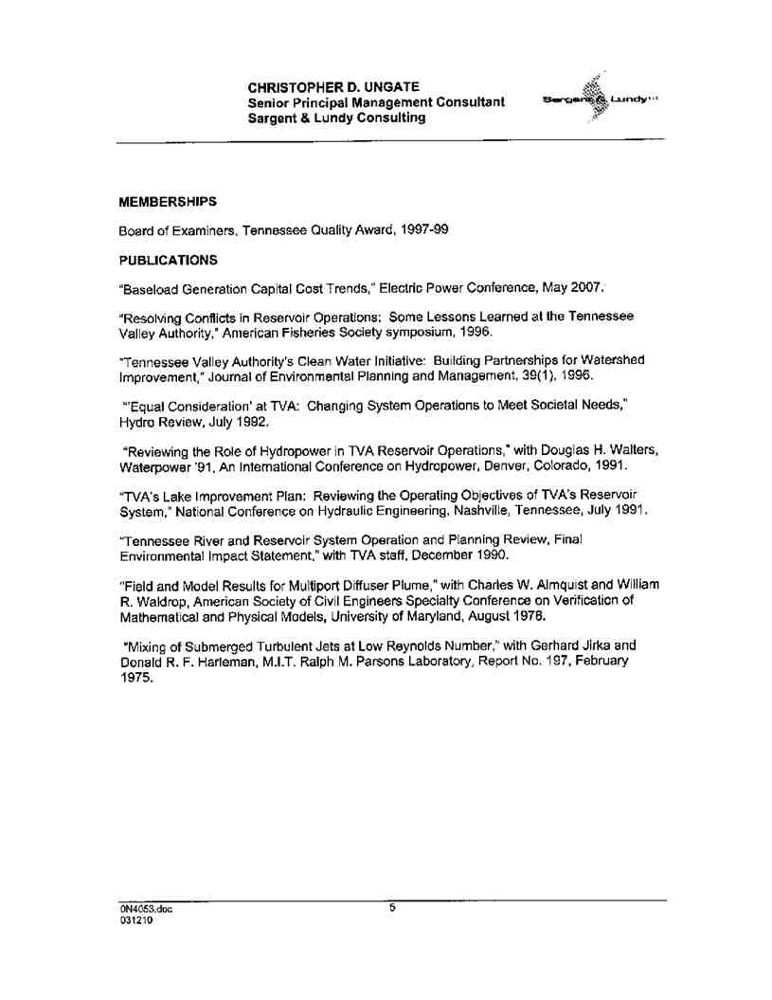 CHRISTOPHER D. UNGATE
Senior Principal Management Consultant
Sargent & Lundy Consulting
Sargent & Lundy LLC
MEMBERSHIPS
Board of Examiners, Tennessee Quality Award, 1997-99
PUBLICATIONS
"Baseload Generation Capital Cost Trends," Electric Power Conference, May 2007.
"Resolving Conflicts in Reservoir Operations: Some Lessons Learned at the Tennessee
Valley Authority," American Fisheries Society symposium, 1996.
"Tennessee Valley Authority's Clean Water Initiative: Building Partnerships for Watershed
Improvement," Journal of Environmental Planning and Management, 39(1), 1996.
"'Equal Consideration' at TVA: Changing System Operations to Meet Societal Needs,"
Hydro Review, July 1992.
"Reviewing the Role of Hydropower in TVA Reservoir Operations," with Douglas H. Walters,
Waterpower '91, An International Conference on Hydropower, Denver, Colorado, 1991.
"TVA's Lake Improvement Plan: Reviewing the Operating Objectives of TVA's Reservoir
System," National Conference on Hydraulic Engineering, Nashville, Tennessee, July 1991.
"Tennessee River and Reservoir System Operation and Planning Review, Final
Environmental Impact Statement," with TVA staff, December 1990.
"Field and Model Results for Multiport Diffuser Plume," with Charles W. Almquist and William
R. Waldrop, American Society of Civil Engineers Specialty Conference on Verification of
Mathematical and Physical Models, University of Maryland, August 1978.
"Mixing of Submerged Turbulent Jets at Low Reynolds Number," with Gerhard Jirka and
Donald R. F. Harleman, M.I.T. Ralph M. Parsons Laboratory, Report No. 197, February
1975.
0N4053.doc
031210
5